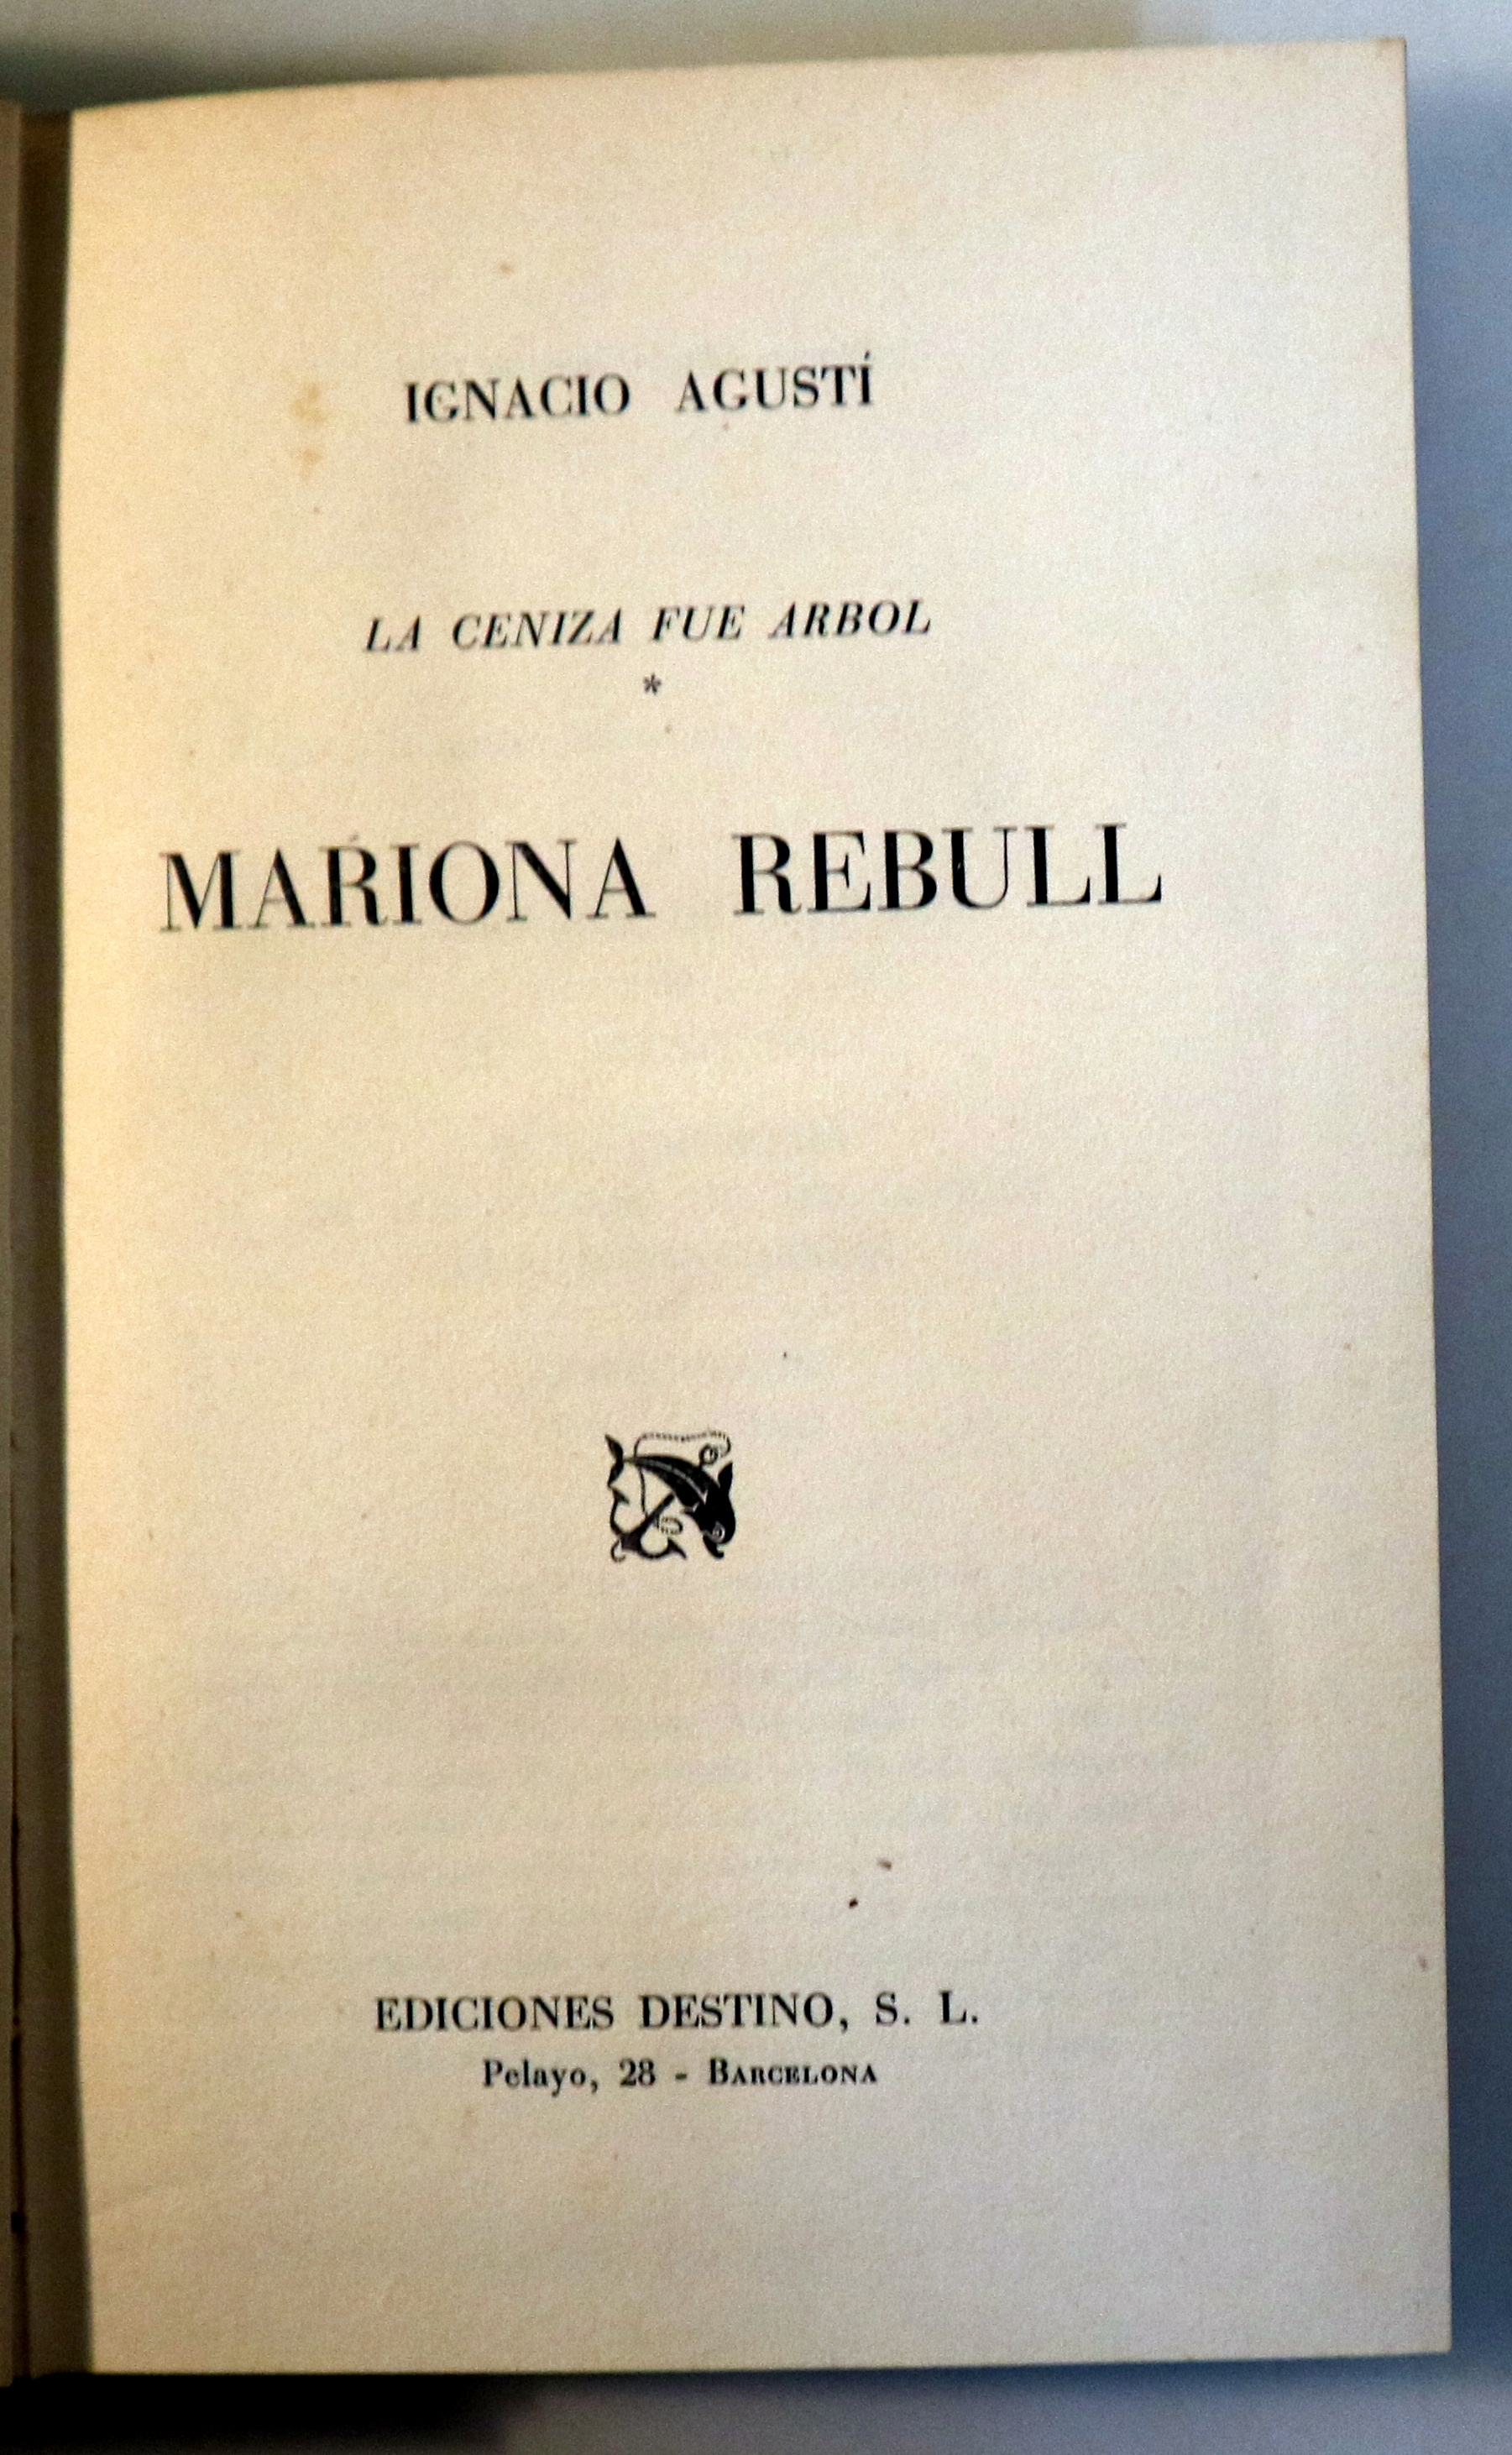 IGNACIO AGUSTÍ
LA CENIZA FUE ARBOL
*
MARIONA REBULL
EDICIONES DESTINO, S. L.
Pelayo, 28 - BARCELONA